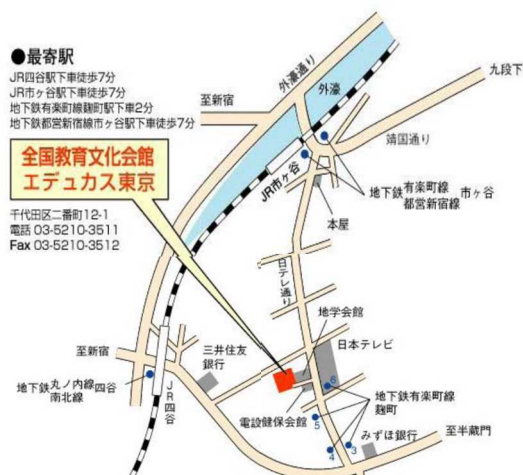 ●最寄駅
JR四谷駅下車徒歩7分
JR市ヶ谷駅下車徒歩7分
地下鉄有楽町線麹町駅下車2分
地下鉄都営新宿線市ヶ谷駅下車徒歩7分
全国教育文化会館
エデュカス東京
千代田区二番町12-1
電話 03-5210-3511
Fax 03-5210-3512
外濠通り
至新宿
外濠
九段下
靖国通り
JR市ヶ谷
地下鉄有楽町線
都営新宿線
市ヶ谷
本屋
日テレ通り
地学会館
日本テレビ
至新宿
三井住友
銀行
地下鉄丸ノ内線
南北線
四谷
JR四谷
電設健保会館
6
5
4
3
地下鉄有楽町線
麹町
みずほ銀行
至半蔵門